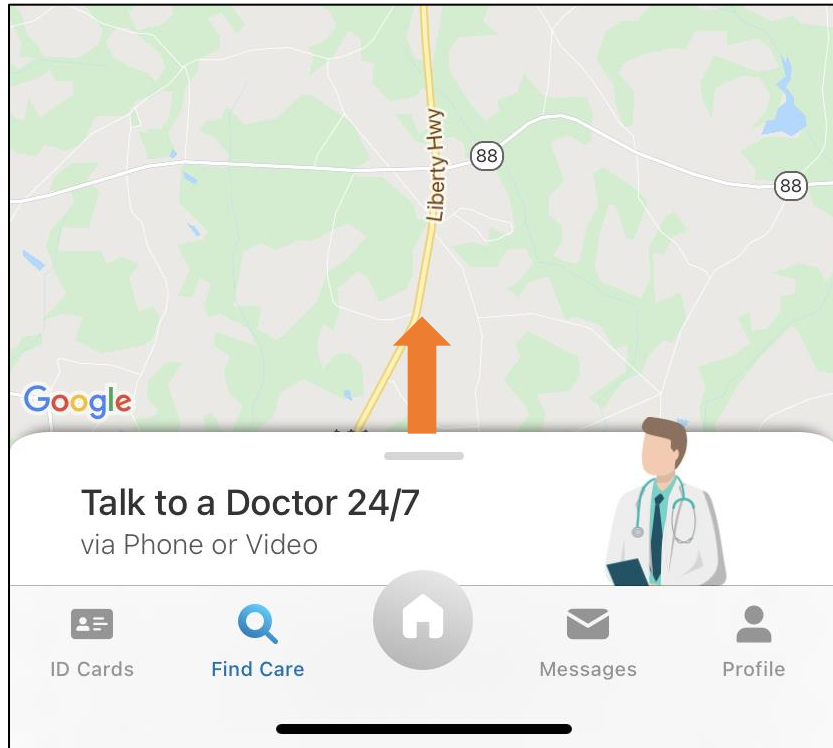 Liberty Hwy
88
88
Google
Talk to a Doctor 24/7
via Phone or Video
ID Cards
Find Care
Messages
Profile